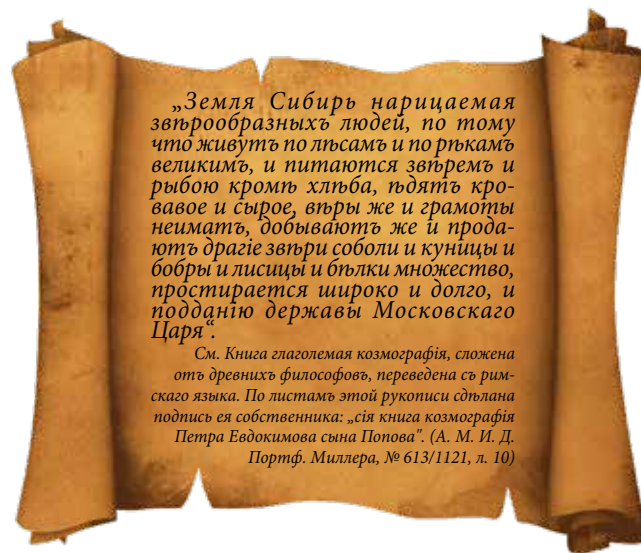 „Земля Сибирь нарицаемая
звѣрообразныхъ людей, по тому
что живутъ по лѣсамъ и по рѣкамъ
великимъ, и питаются звѣремъ и
рыбою кромѣ хлѣба, ѣдятъ кро-
вавое и сырое, вѣры же и грамоты
неиматъ, добываютъ же и прода-
ютъ драгіе звѣри соболи и куницы и
бобры и лисицы и бѣлки множество,
простирается широко и долго, и
подданію державы Московскаго
Царя“.
См. Книга глаголемая козмографія, сложена
отъ древнихъ философовъ, переведена съ рим-
скаго языка. По листамъ этой рукописи сдѣлана
подпись ея собственника: „сія книга козмографія
Петра Евдокимова сына Попова". (А. М. И. Д.
Портф. Миллера, № 613/1121, л. 10)